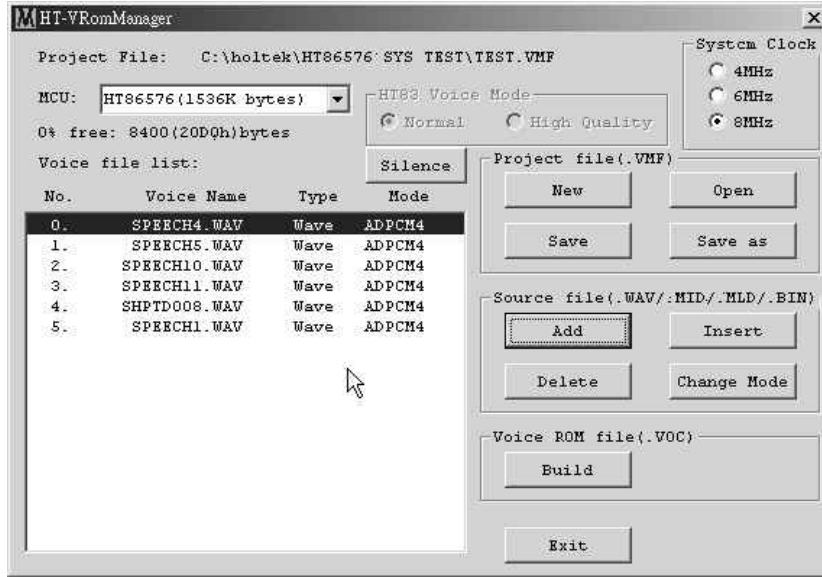 HT-VRomManager
Project File: C:\holtek\HT86576 SYS TEST\TEST.VMF
System Clock
4MHz
6MHz
8MHz
MCU: HT86576(1536K bytes)
HT83 Voice Mode
Normal High Quality
0% free: 8400(20D0h)bytes
Voice file list:
Silence
No. Voice Name Type Mode
0. SPEECH4.WAV Wave ADPCM4
1. SPEECH5.WAV Wave ADPCM4
2. SPEECH10.WAV Wave ADPCM4
3. SPEECH11.WAV Wave ADPCM4
4. SHPTD008.WAV Wave ADPCM4
5. SPEECH1.WAV Wave ADPCM4
Project file(.VMF)
New Open
Save Save as
Source file(.WAV/.MID/.MLD/.BIN)
Add Insert
Delete Change Mode
Voice ROM file(.VOC)
Build
Exit